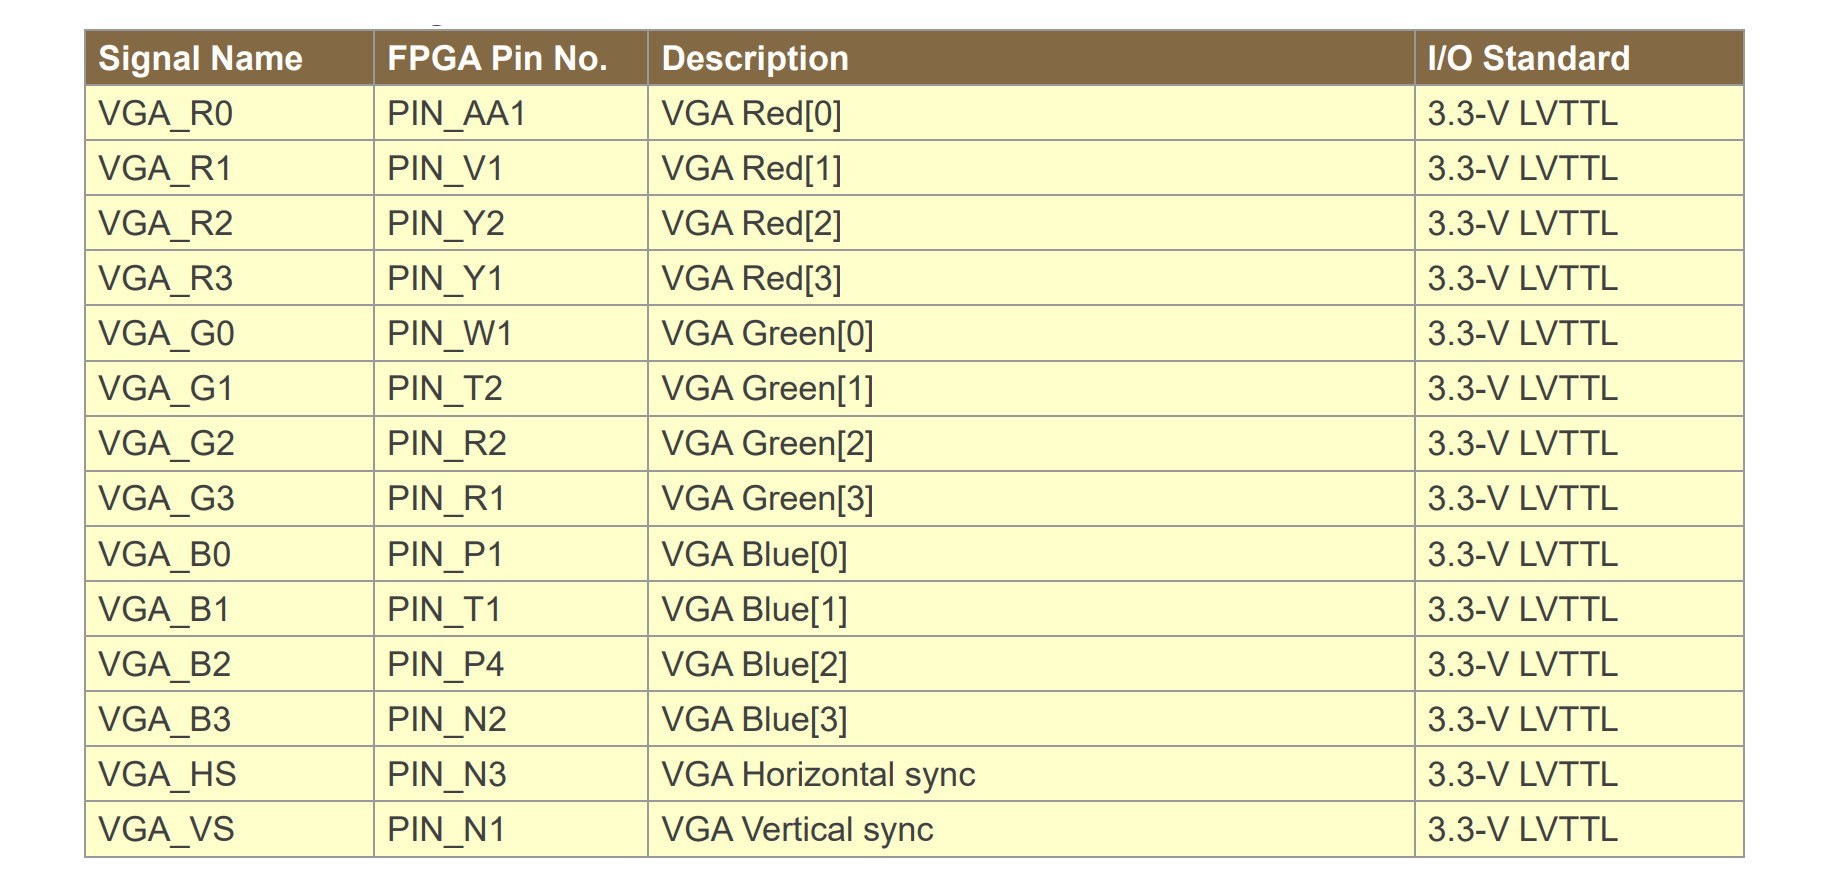 Signal Name FPGA Pin No. Description I/O Standard
VGA_R0 PIN_AA1 VGA Red[0] 3.3-V LVTTL
VGA_R1 PIN_V1 VGA Red[1] 3.3-V LVTTL
VGA_R2 PIN_Y2 VGA Red[2] 3.3-V LVTTL
VGA_R3 PIN_Y1 VGA Red[3] 3.3-V LVTTL
VGA_G0 PIN_W1 VGA Green[0] 3.3-V LVTTL
VGA_G1 PIN_T2 VGA Green[1] 3.3-V LVTTL
VGA_G2 PIN_R2 VGA Green[2] 3.3-V LVTTL
VGA_G3 PIN_R1 VGA Green[3] 3.3-V LVTTL
VGA_B0 PIN_P1 VGA Blue[0] 3.3-V LVTTL
VGA_B1 PIN_T1 VGA Blue[1] 3.3-V LVTTL
VGA_B2 PIN_P4 VGA Blue[2] 3.3-V LVTTL
VGA_B3 PIN_N2 VGA Blue[3] 3.3-V LVTTL
VGA_HS PIN_N3 VGA Horizontal sync 3.3-V LVTTL
VGA_VS PIN_N1 VGA Vertical sync 3.3-V LVTTL